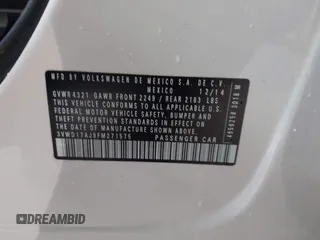 MFD BY VOLKSWAGEN DE MEXICO S.A. DE C.V.
MEXICO 12/14
GVWR 4321 GAWR FRONT 2249 / REAR 2183 LBS
THIS VEHICLE CONFORMS TO ALL APPLICABLE
FEDERAL MOTOR VEHICLE SAFETY, BUMPER AND
THEFT PREVENTION STANDARDS IN EFFECT ON THE
DATE OF MANUFACTURE SHOWN ABOVE.
PASSENGER CAR
DREAMBID